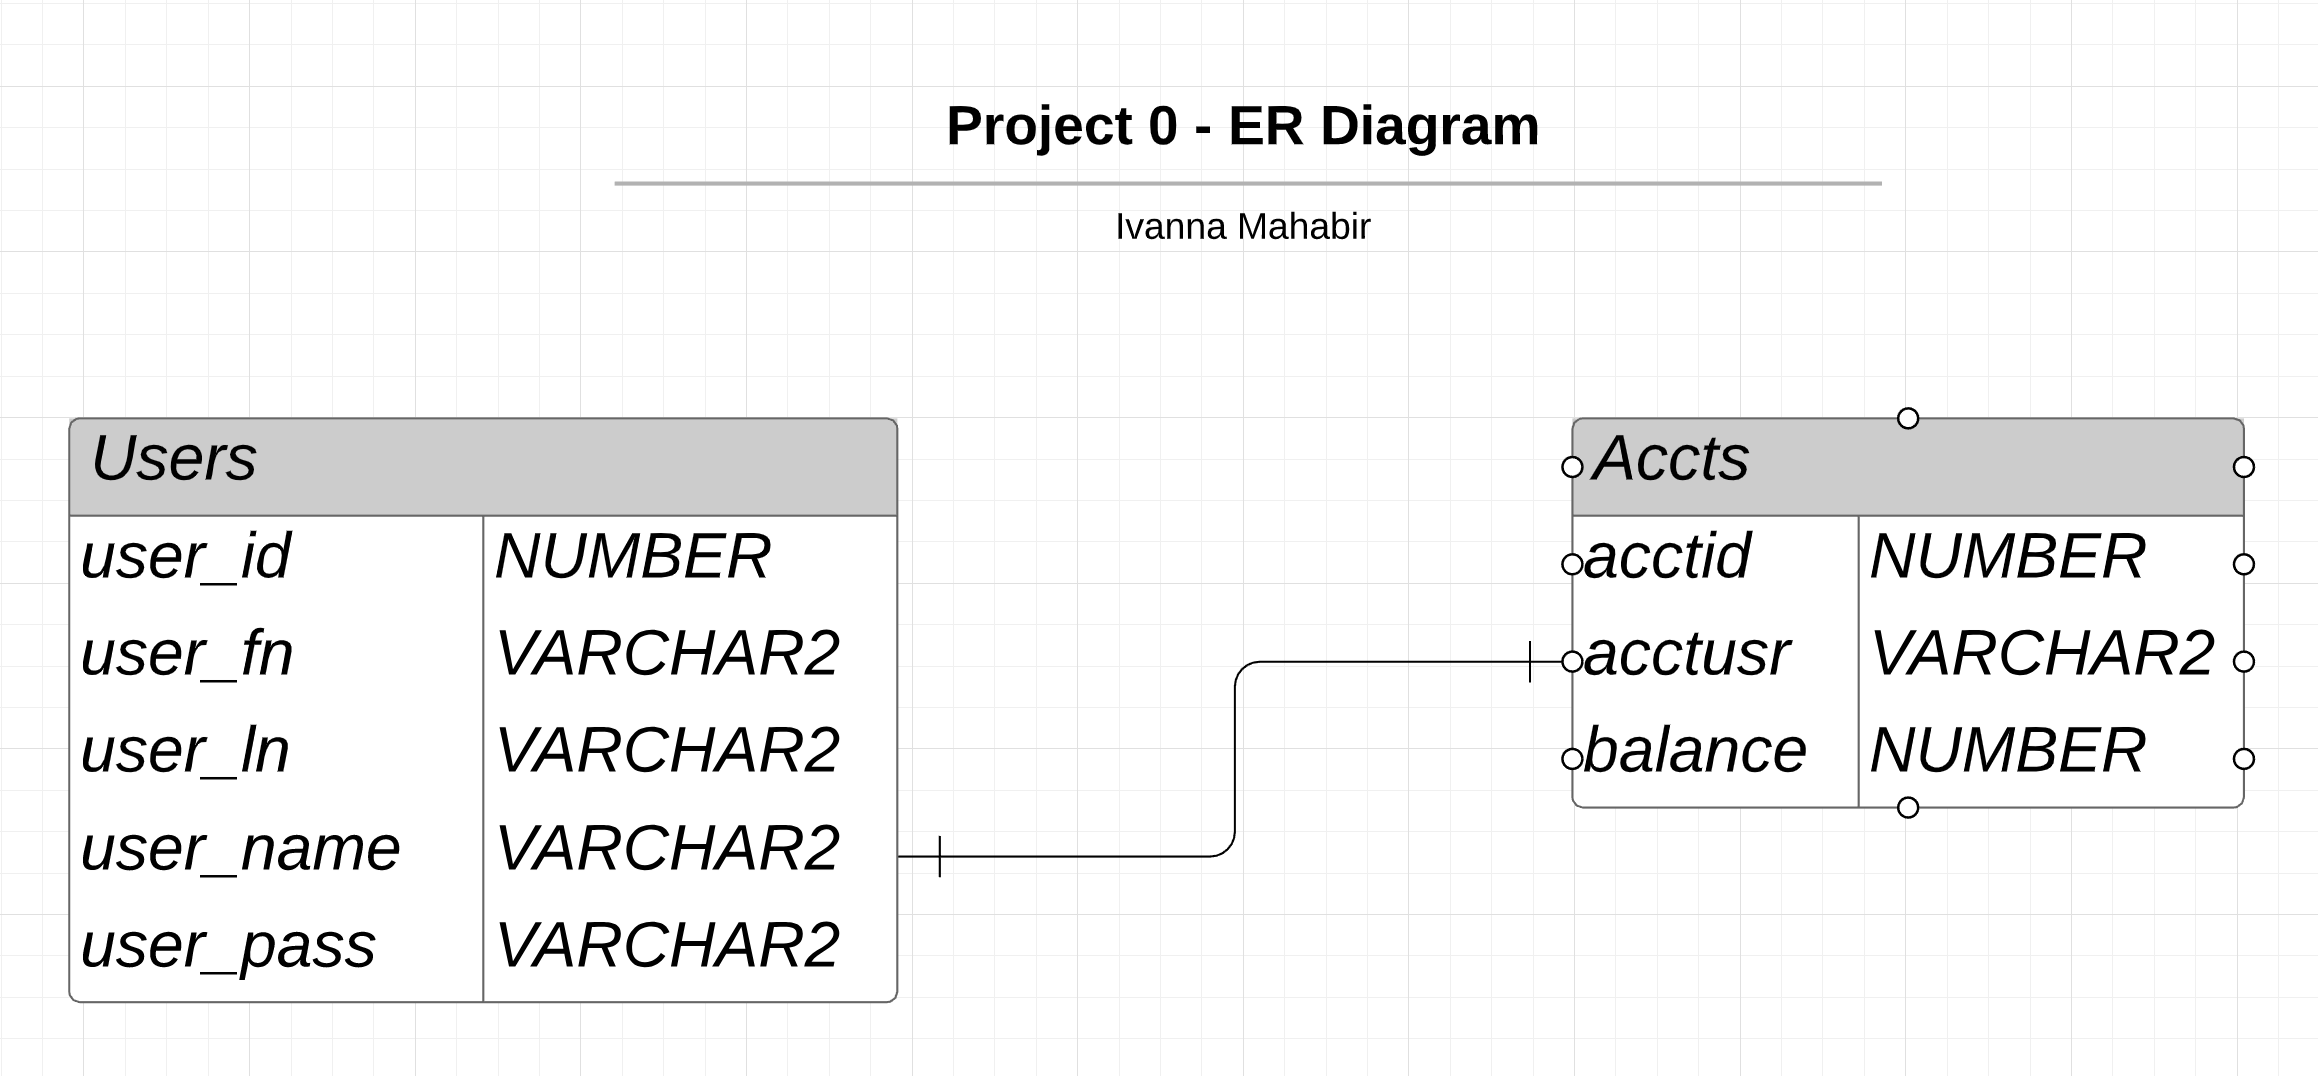 Project 0 - ER Diagram
Ivanna Mahabir
Users
user_id NUMBER
user_fn VARCHAR2
user_ln VARCHAR2
user_name VARCHAR2
user_pass VARCHAR2
Accts
acctid NUMBER
acctusr VARCHAR2
balance NUMBER